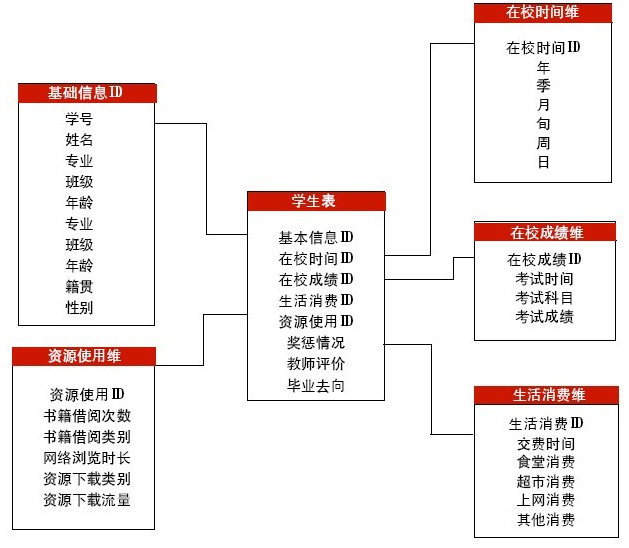 基础信息ID
学号
姓名
专业
班级
年龄
专业
班级
年龄
籍贯
性别
资源使用维
资源使用ID
书籍借阅次数
书籍借阅类别
网络浏览时长
资源下载类别
资源下载流量
学生表
基本信息ID
在校时间ID
在校成绩ID
生活消费ID
资源使用ID
奖惩情况
教师评价
毕业去向
在校时间维
在校时间ID
年
季
月
旬
周
日
在校成绩维
在校成绩ID
考试时间
考试科目
考试成绩
生活消费维
生活消费ID
交费时间
食堂消费
超市消费
上网消费
其他消费